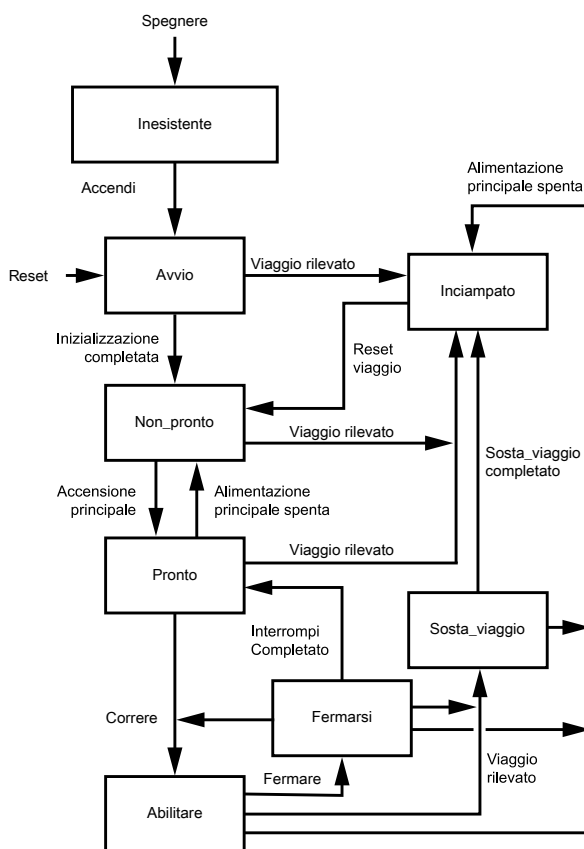 Spegnere
Inesistente
Accendi
Alimentazione
principale spenta
Reset
Avvio
Viaggio rilevato
Inciampato
Inizializzazione
completata
Reset
viaggio
Non_pronto
Viaggio rilevato
Sosta_viaggio
completato
Accensione
principale
Alimentazione
principale spenta
Viaggio rilevato
Pronto
Interrompi
Completato
Sosta_viaggio
Correre
Fermarsi
Fermare
Viaggio
rilevato
Abilitare